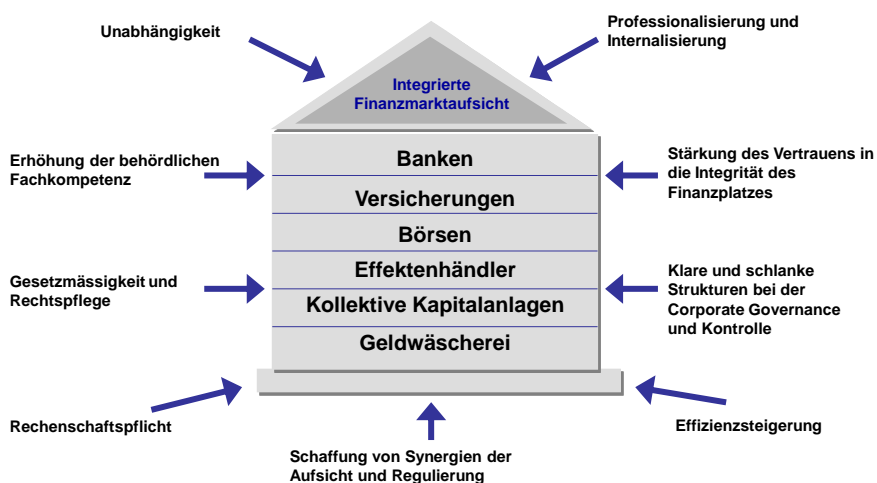 Unabhängigkeit
Professionalisierung und
Internalisierung
Integrierte
Finanzmarktaufsicht
Erhöhung der behördlichen
Fachkompetenz
Banken
Stärkung des Vertrauens in
die Integrität des
Finanzplatzes
Versicherungen
Börsen
Gesetzmässigkeit und
Rechtspflege
Effektenhändler
Klare und schlanke
Strukturen bei der
Corporate Governance
und Kontrolle
Kollektive Kapitalanlagen
Geldwäscherei
Rechenschaftspflicht
Effizienzsteigerung
Schaffung von Synergien der
Aufsicht und Regulierung